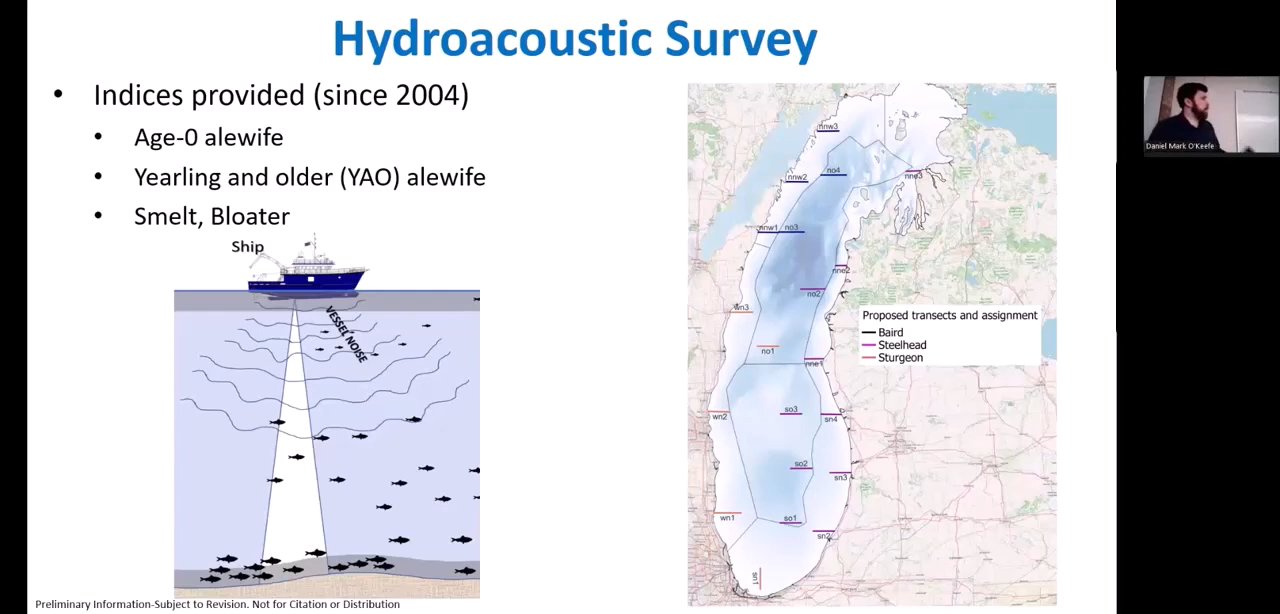 Hydroacoustic Survey
• Indices provided (since 2004)
• Age-0 alewife
• Yearling and older (YAO) alewife
• Smelt, Bloater
Ship
VESSEL NOISE
Preliminary Information-Subject to Revision. Not for Citation or Distribution
nnw3
no4
nne3
nnw2
nnw1
no3
nne2
no2
wn3
no1
nne1
Proposed transects and assignment
Baird
Steelhead
Sturgeon
so3
wn2
sn4
so2
sn3
wn1
so1
sn2
sn1
Daniel Mark O'Keefe